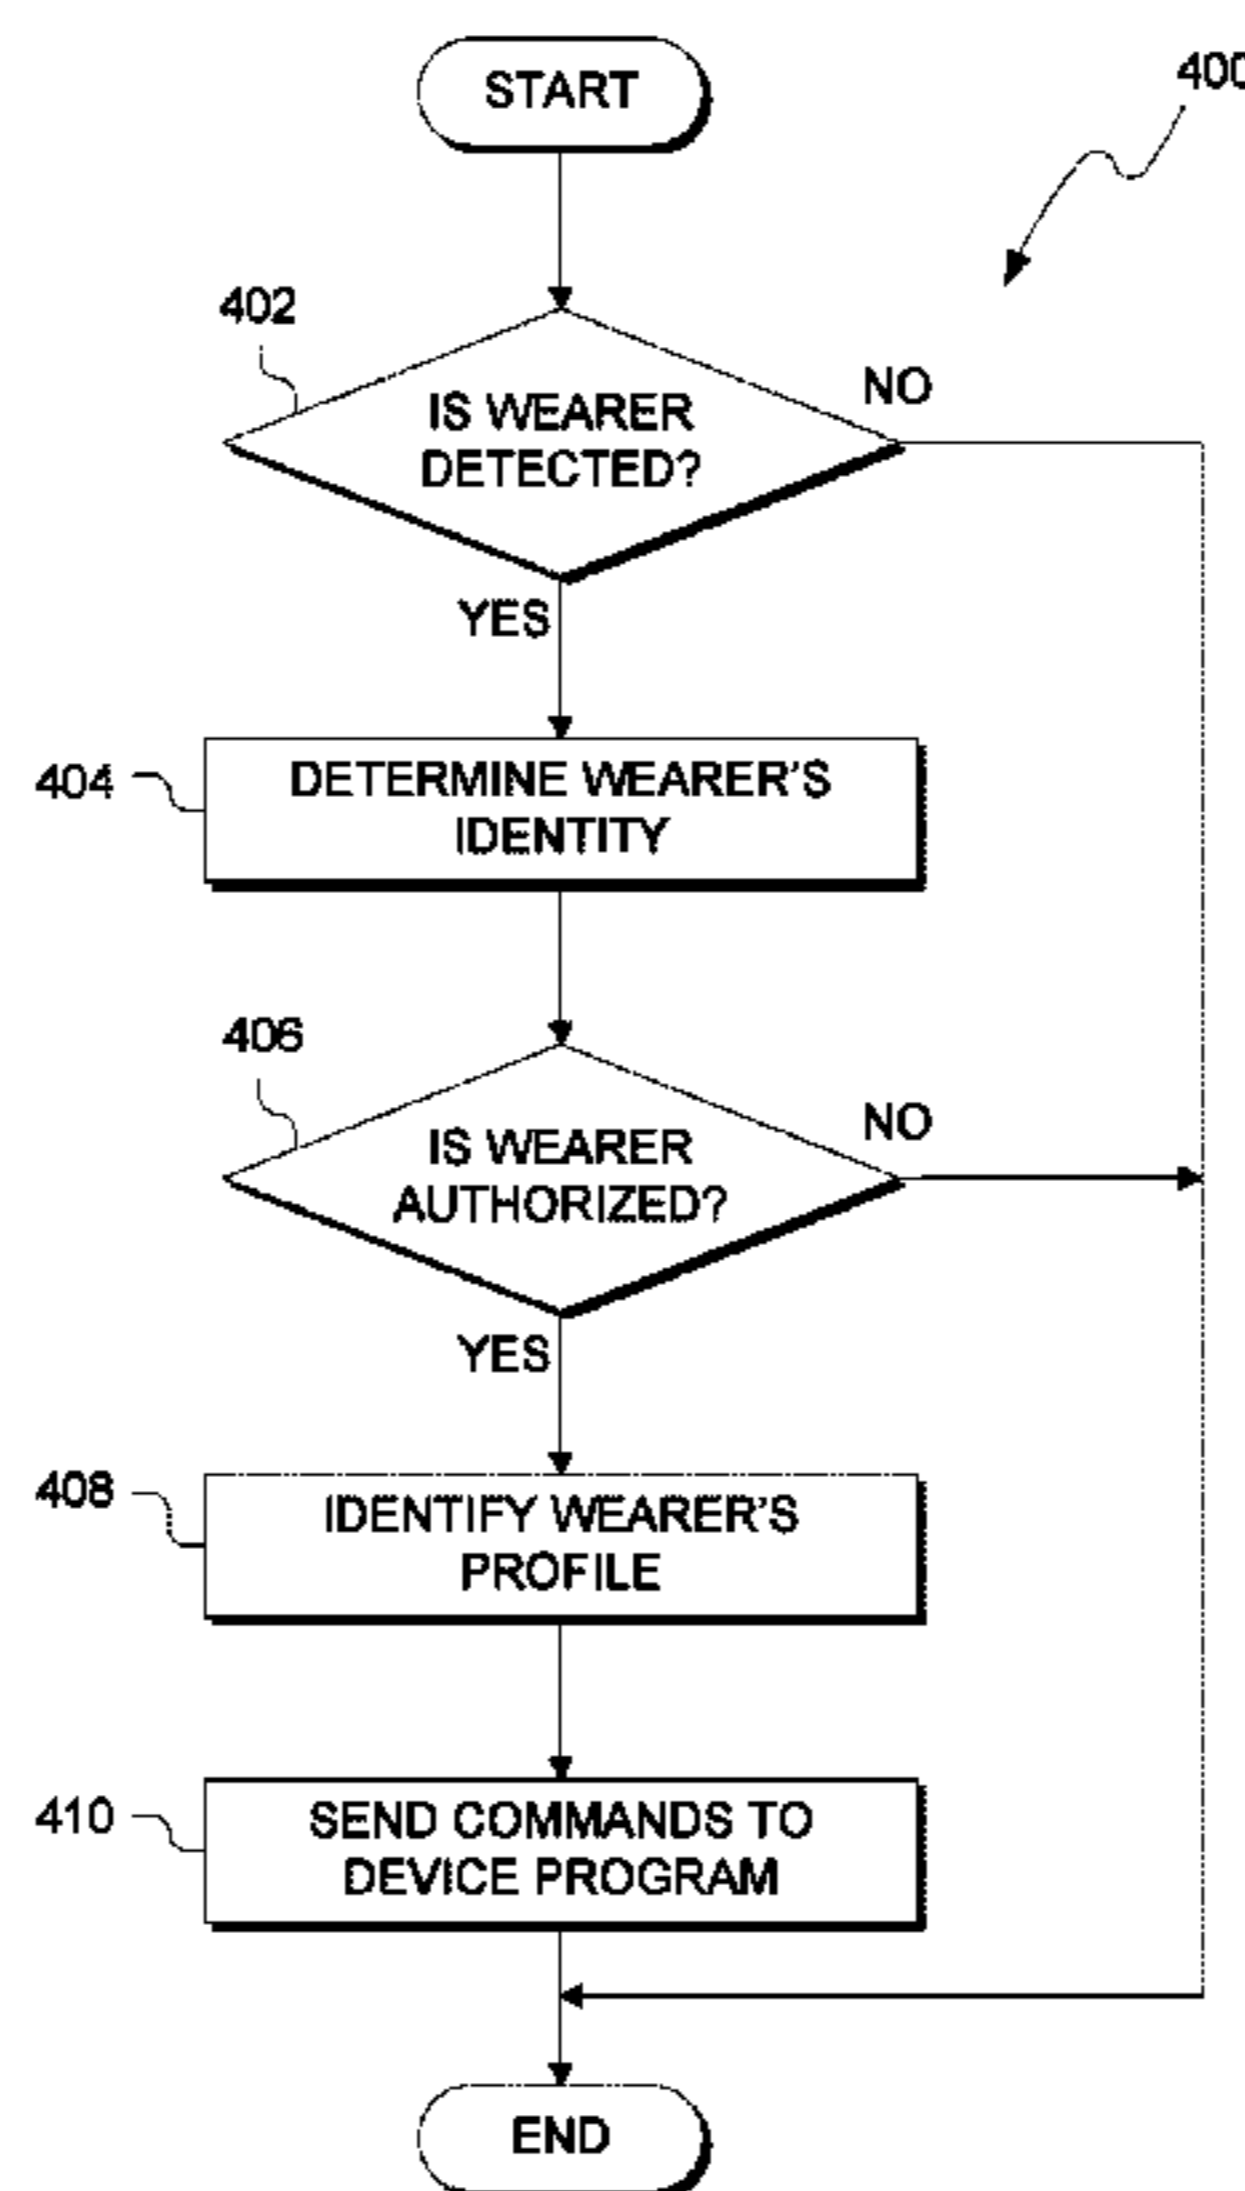 START
400
402
IS WEARER
DETECTED?
NO
YES
404
DETERMINE WEARER'S
IDENTITY
406
IS WEARER
AUTHORIZED?
NO
YES
408
IDENTIFY WEARER'S
PROFILE
410
SEND COMMANDS TO
DEVICE PROGRAM
END